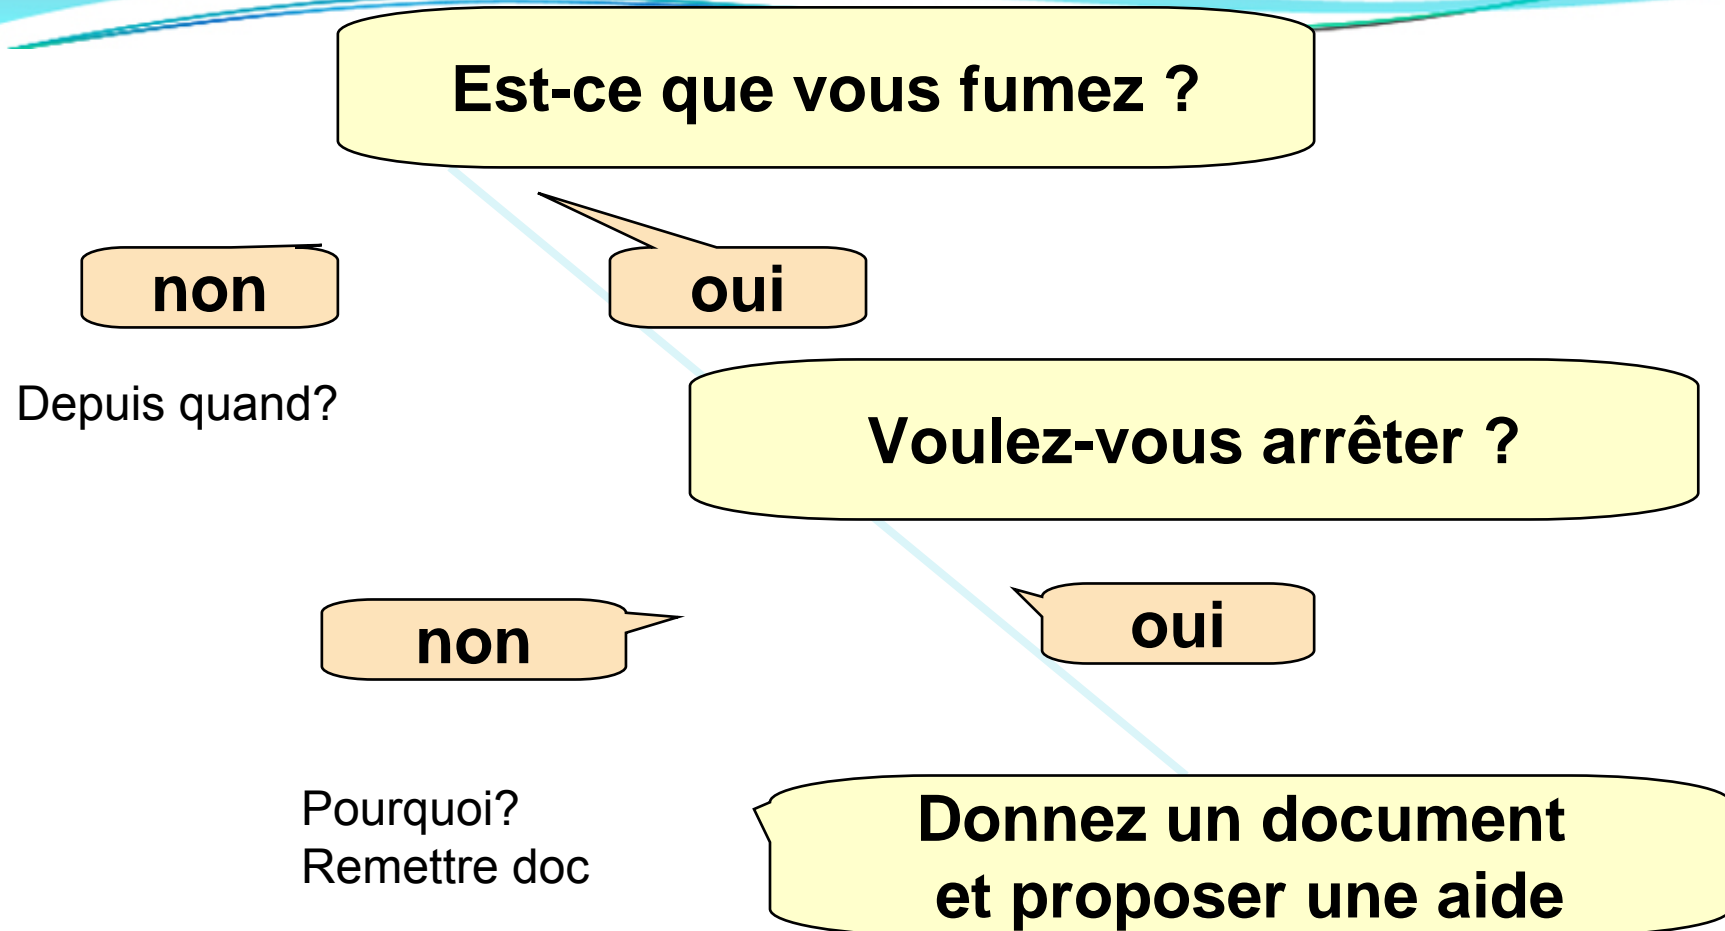 Est-ce que vous fumez ?
non
oui
Depuis quand?
Voulez-vous arrêter ?
non
oui
Pourquoi?
Remettre doc
Donnez un document
et proposer une aide